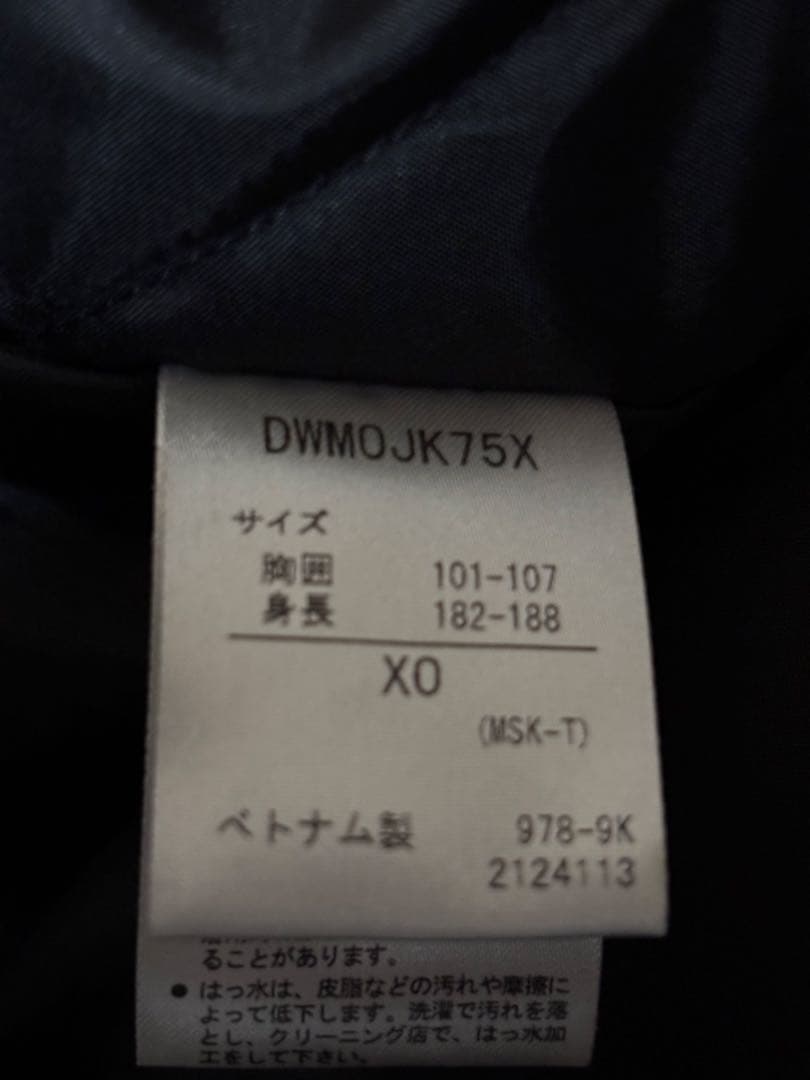 DWMOJK75X
サイズ
胸囲 101-107
身長 182-188
XO
(MSK-T)
ベトナム製 978-9K
2124113
ることがあります。
● はっ水は、皮脂などの汚れや摩擦に
よって低下します。洗濯で汚れを落
とし、クリーニング店で、はっ水加
工をして下さい。